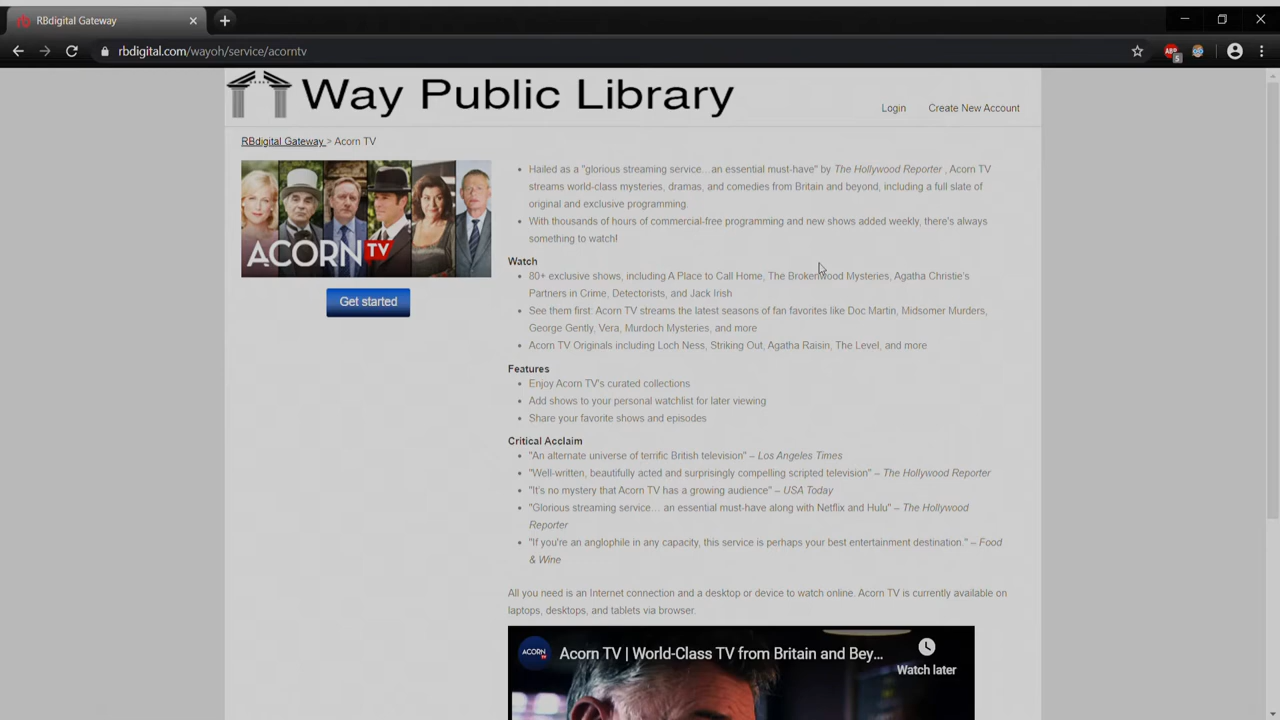 RBdigital Gateway
rbdigital.com/wayoh/service/acorntv
ABP
5
Way Public Library
Login
Create New Account
RBdigital Gateway > Acorn TV
ACORN TV
Get started
Hailed as a "glorious streaming service... an essential must-have" by The Hollywood Reporter , Acorn TV
streams world-class mysteries, dramas, and comedies from Britain and beyond, including a full slate of
original and exclusive programming.
With thousands of hours of commercial-free programming and new shows added weekly, there's always
something to watch!
Watch
80+ exclusive shows, including A Place to Call Home, The Brokenwood Mysteries, Agatha Christie's
Partners in Crime, Detectorists, and Jack Irish
See them first: Acorn TV streams the latest seasons of fan favorites like Doc Martin, Midsomer Murders,
George Gently, Vera, Murdoch Mysteries, and more
Acorn TV Originals including Loch Ness, Striking Out, Agatha Raisin, The Level, and more
Features
Enjoy Acorn TV's curated collections
Add shows to your personal watchlist for later viewing
Share your favorite shows and episodes
Critical Acclaim
"An alternate universe of terrific British television" – Los Angeles Times
"Well-written, beautifully acted and surprisingly compelling scripted television" – The Hollywood Reporter
"It's no mystery that Acorn TV has a growing audience" – USA Today
"Glorious streaming service... an essential must-have along with Netflix and Hulu" – The Hollywood
Reporter
"If you're an anglophile in any capacity, this service is perhaps your best entertainment destination." – Food
& Wine
All you need is an Internet connection and a desktop or device to watch online. Acorn TV is currently available on
laptops, desktops, and tablets via browser.
ACORN TV
Acorn TV | World-Class TV from Britain and Bey...
Watch later